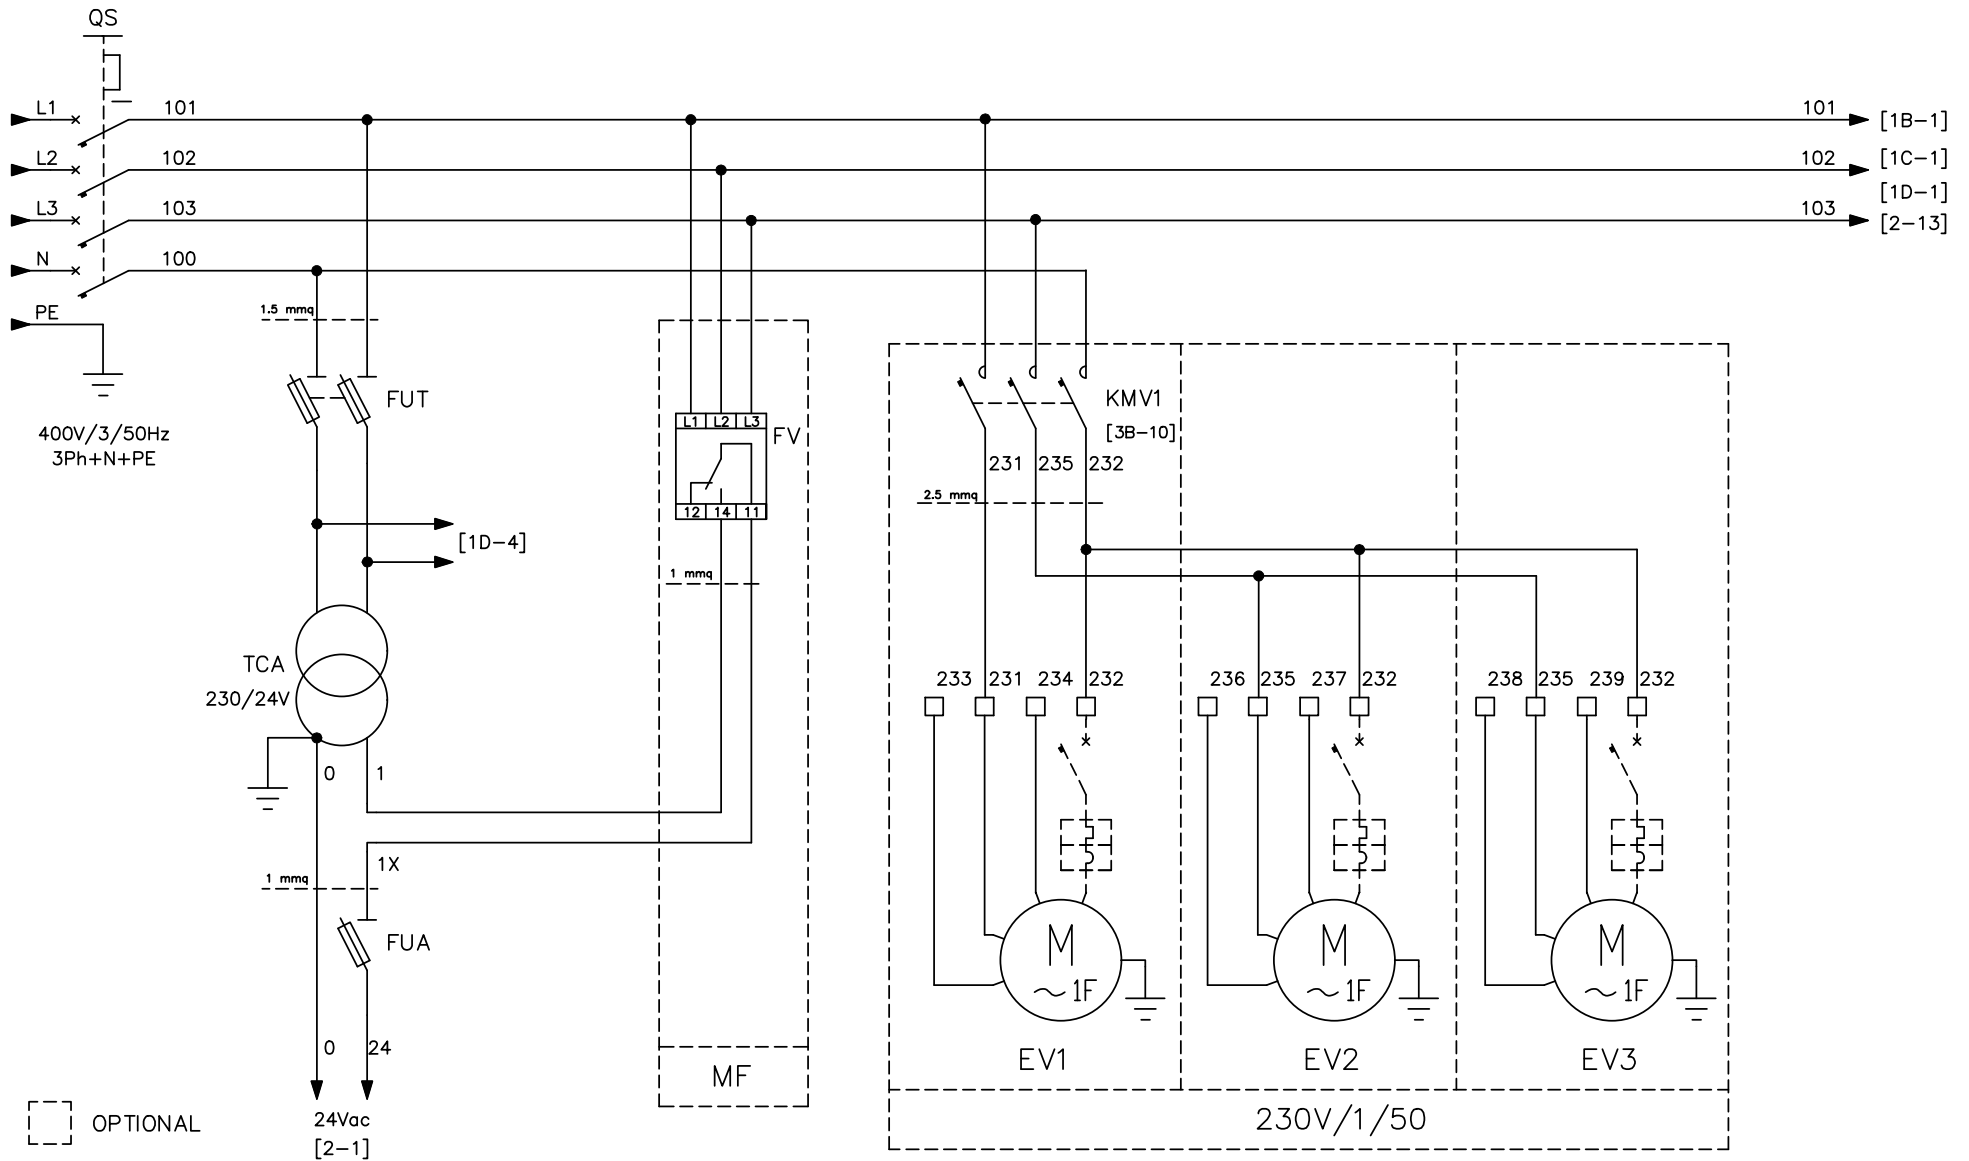 QS
L1 101 101 [1B-1]
L2 102 102 [1C-1]
[1D-1]
L3 103 103 [2-13]
N 100
PE
1.5 mmq
400V/3/50Hz
3Ph+N+PE
FUT
L1 L2 L3
FV
12 14 11
KMV1
[3B-10]
231 235 232
2.5 mmq
[1D-4]
1 mmq
TCA
230/24V
233 231 234 232 236 235 237 232 238 235 239 232
0 1
1X
1 mmq
FUA
M M M
1F 1F 1F
0 24
EV1 EV2 EV3
MF
230V/1/50
OPTIONAL
24Vac
[2-1]